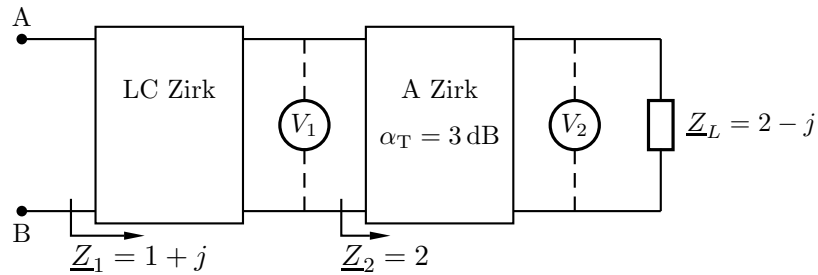 A
LC Zirk
A Zirk
α_T = 3 dB
V_1
V_2
Z_L = 2 − j
B
Z_1 = 1 + j
Z_2 = 2